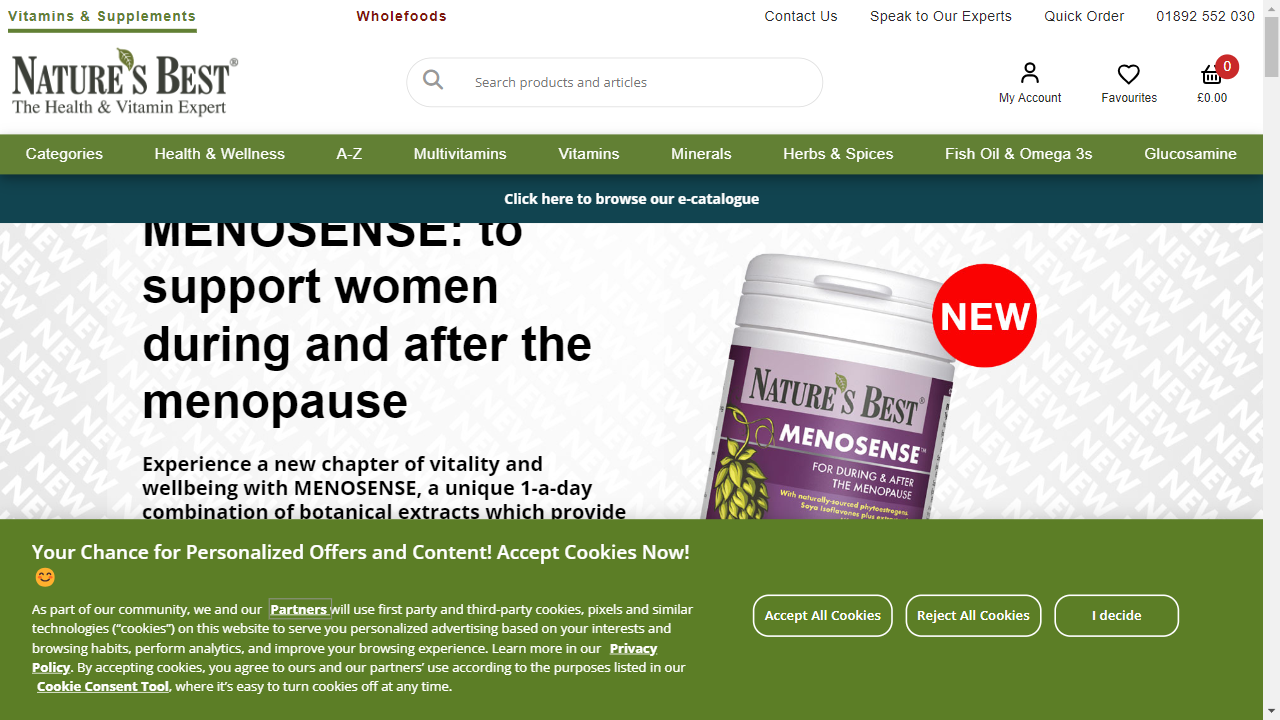 Vitamins & Supplements
Wholefoods
Contact Us
Speak to Our Experts
Quick Order
01892 552 030
NATURE'S BEST®
The Health & Vitamin Expert
Search products and articles
My Account
Favourites
0
£0.00
Categories
Health & Wellness
A-Z
Multivitamins
Vitamins
Minerals
Herbs & Spices
Fish Oil & Omega 3s
Glucosamine
Click here to browse our e-catalogue
MENOSENSE: to
support women
during and after the
menopause
Experience a new chapter of vitality and
wellbeing with MENOSENSE, a unique 1-a-day
combination of botanical extracts which provide
NEW
NATURE'S BEST®
MENOSENSE™
FOR DURING & AFTER
THE MENOPAUSE
With naturally-sourced phytoestrogens
Soya Isoflavones plus
Your Chance for Personalized Offers and Content! Accept Cookies Now!
😊
As part of our community, we and our Partners will use first party and third-party cookies, pixels and similar
technologies (“cookies”) on this website to serve you personalized advertising based on your interests and
browsing habits, perform analytics, and improve your browsing experience. Learn more in our Privacy
Policy. By accepting cookies, you agree to ours and our partners’ use according to the purposes listed in our
Cookie Consent Tool, where it’s easy to turn cookies off at any time.
Accept All Cookies
Reject All Cookies
I decide